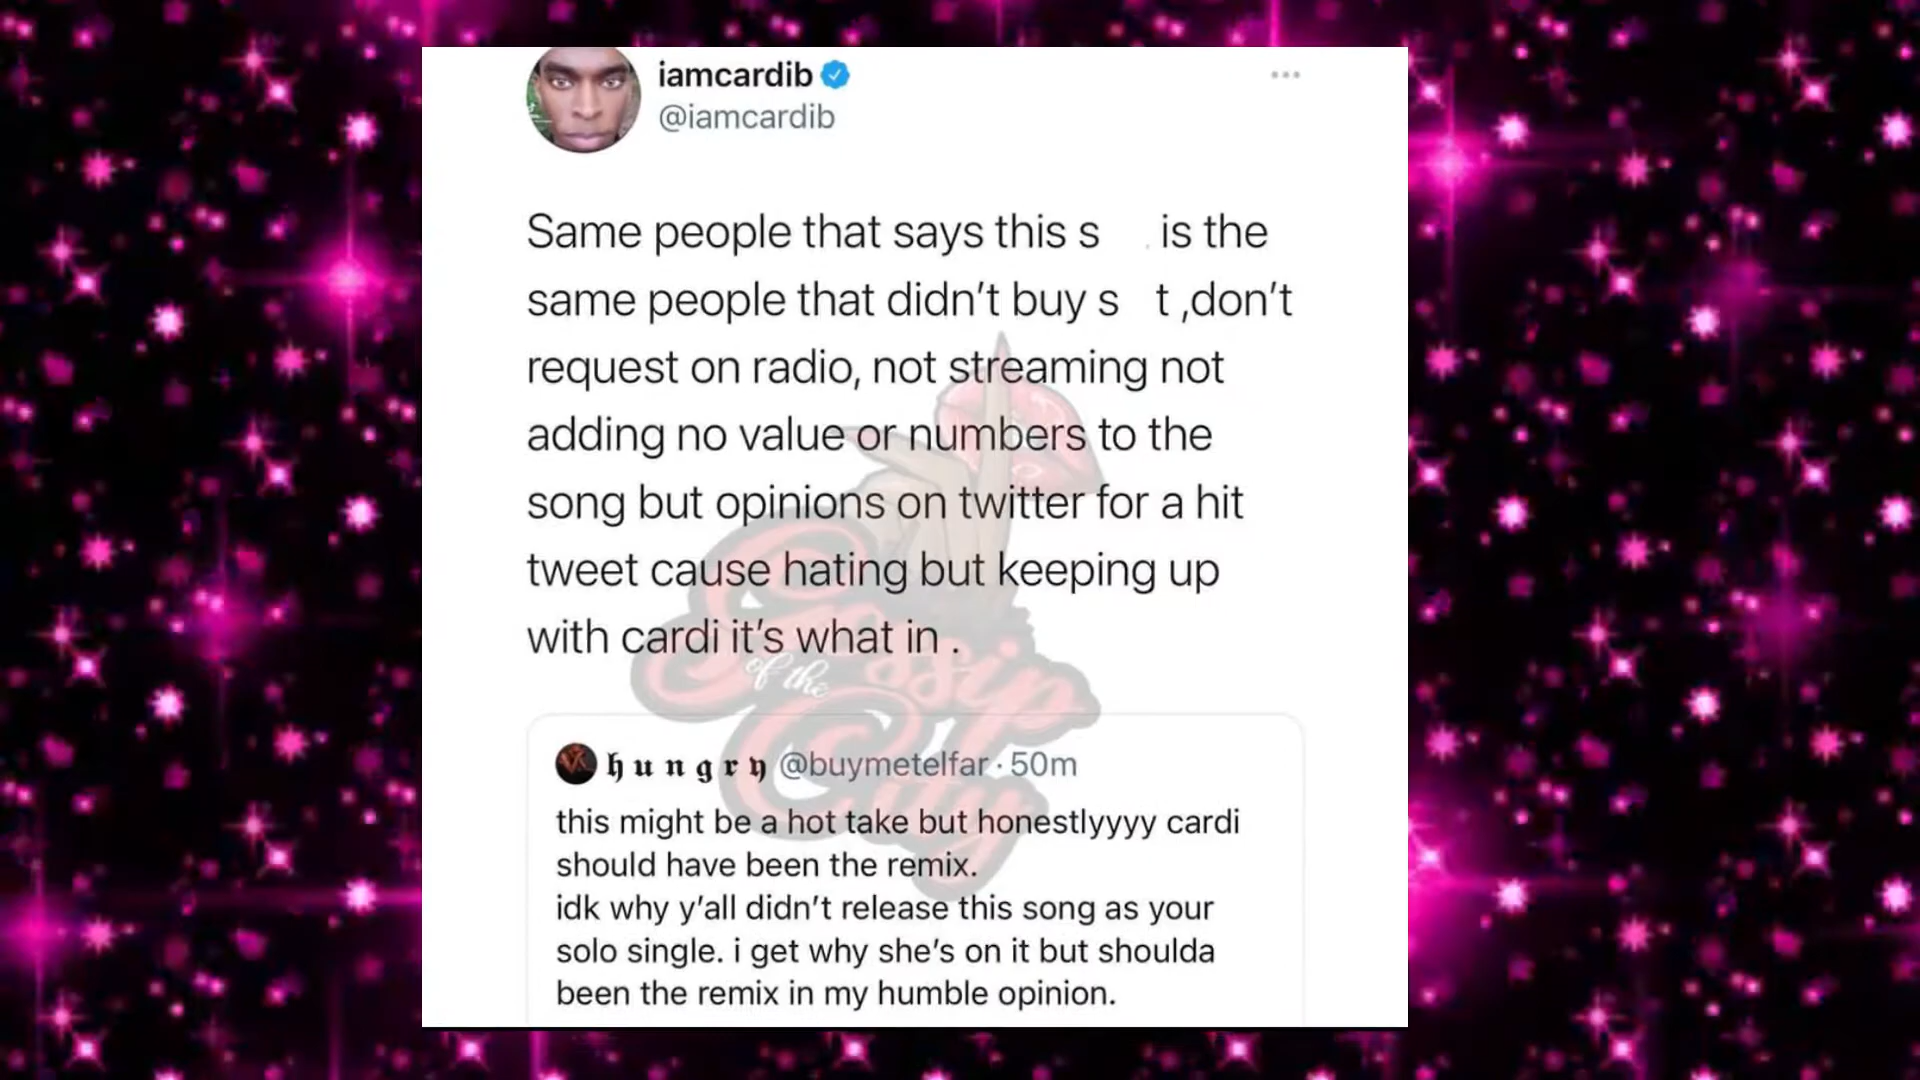 iamcardib
@iamcardib
Same people that says this s is the
same people that didn’t buy s t ,don’t
request on radio, not streaming not
adding no value or numbers to the
song but opinions on twitter for a hit
tweet cause hating but keeping up
with cardi it’s what in .
Gossip
of the
City
𝖍 𝖚 𝖓 𝖌 𝖗 𝖞 @buymetelfar · 50m
this might be a hot take but honestlyyyy cardi
should have been the remix.
idk why y’all didn’t release this song as your
solo single. i get why she’s on it but shoulda
been the remix in my humble opinion.